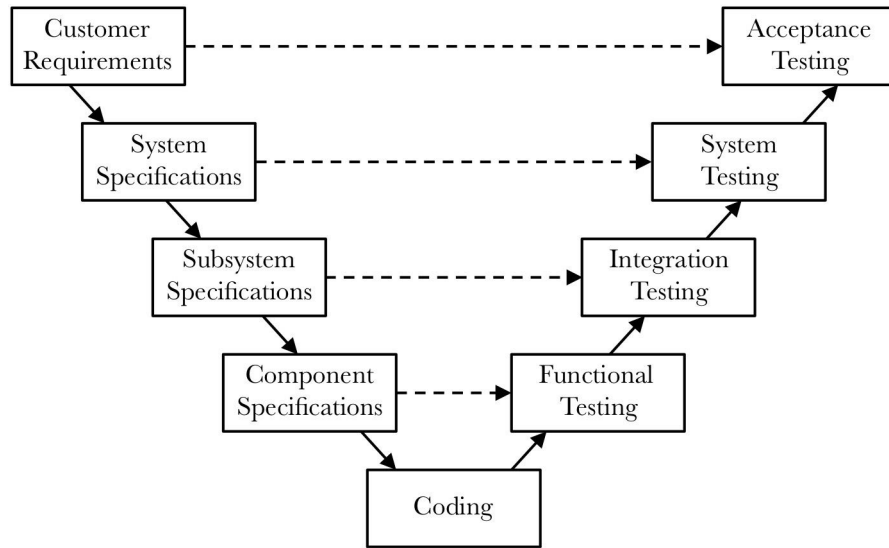 Customer
Requirements
Acceptance
Testing
System
Specifications
System
Testing
Subsystem
Specifications
Integration
Testing
Component
Specifications
Functional
Testing
Coding